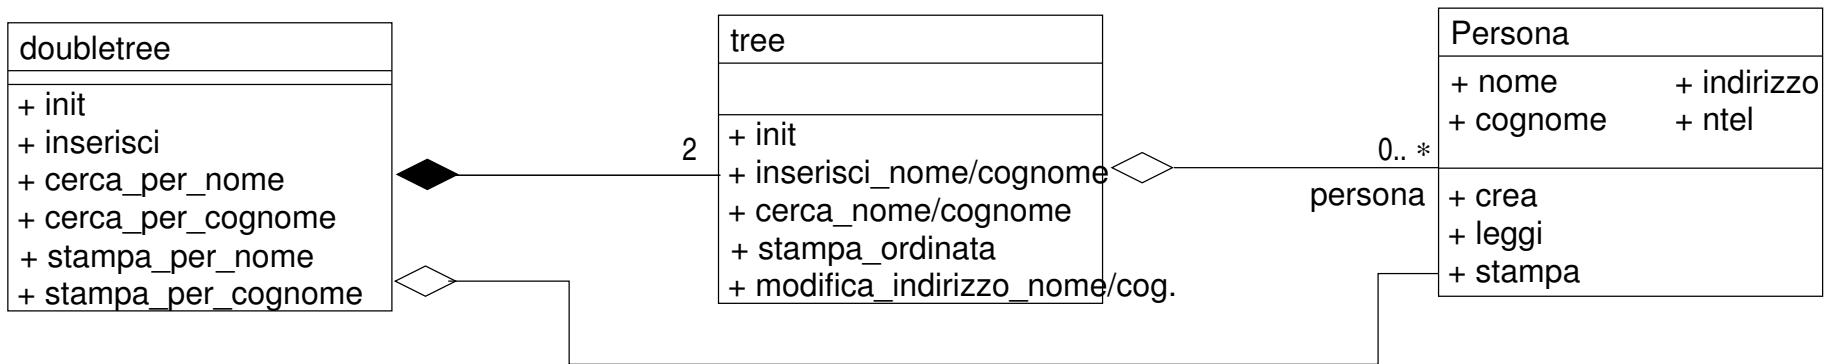 doubletree
+ init
+ inserisci
+ cerca_per_nome
+ cerca_per_cognome
+ stampa_per_nome
+ stampa_per_cognome
2
tree
+ init
+ inserisci_nome/cognome
+ cerca_nome/cognome
+ stampa_ordinata
+ modifica_indirizzo_nome/cog.
0.. *
persona
Persona
+ nome + indirizzo
+ cognome + ntel
+ crea
+ leggi
+ stampa